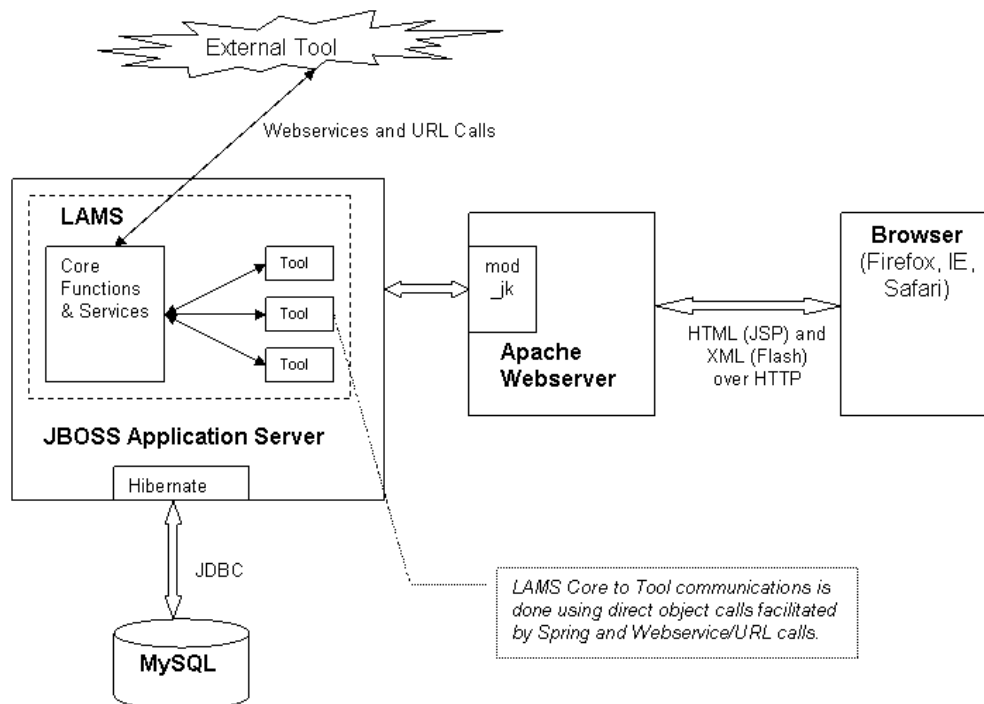 External Tool
Webservices and URL Calls
LAMS
Core
Functions
& Services
Tool
Tool
Tool
JBOSS Application Server
Hibernate
JDBC
MySQL
mod
_jk
Apache
Webserver
HTML (JSP) and
XML (Flash)
over HTTP
Browser
(Firefox, IE,
Safari)
LAMS Core to Tool communications is
done using direct object calls facilitated
by Spring and Webservice/URL calls.